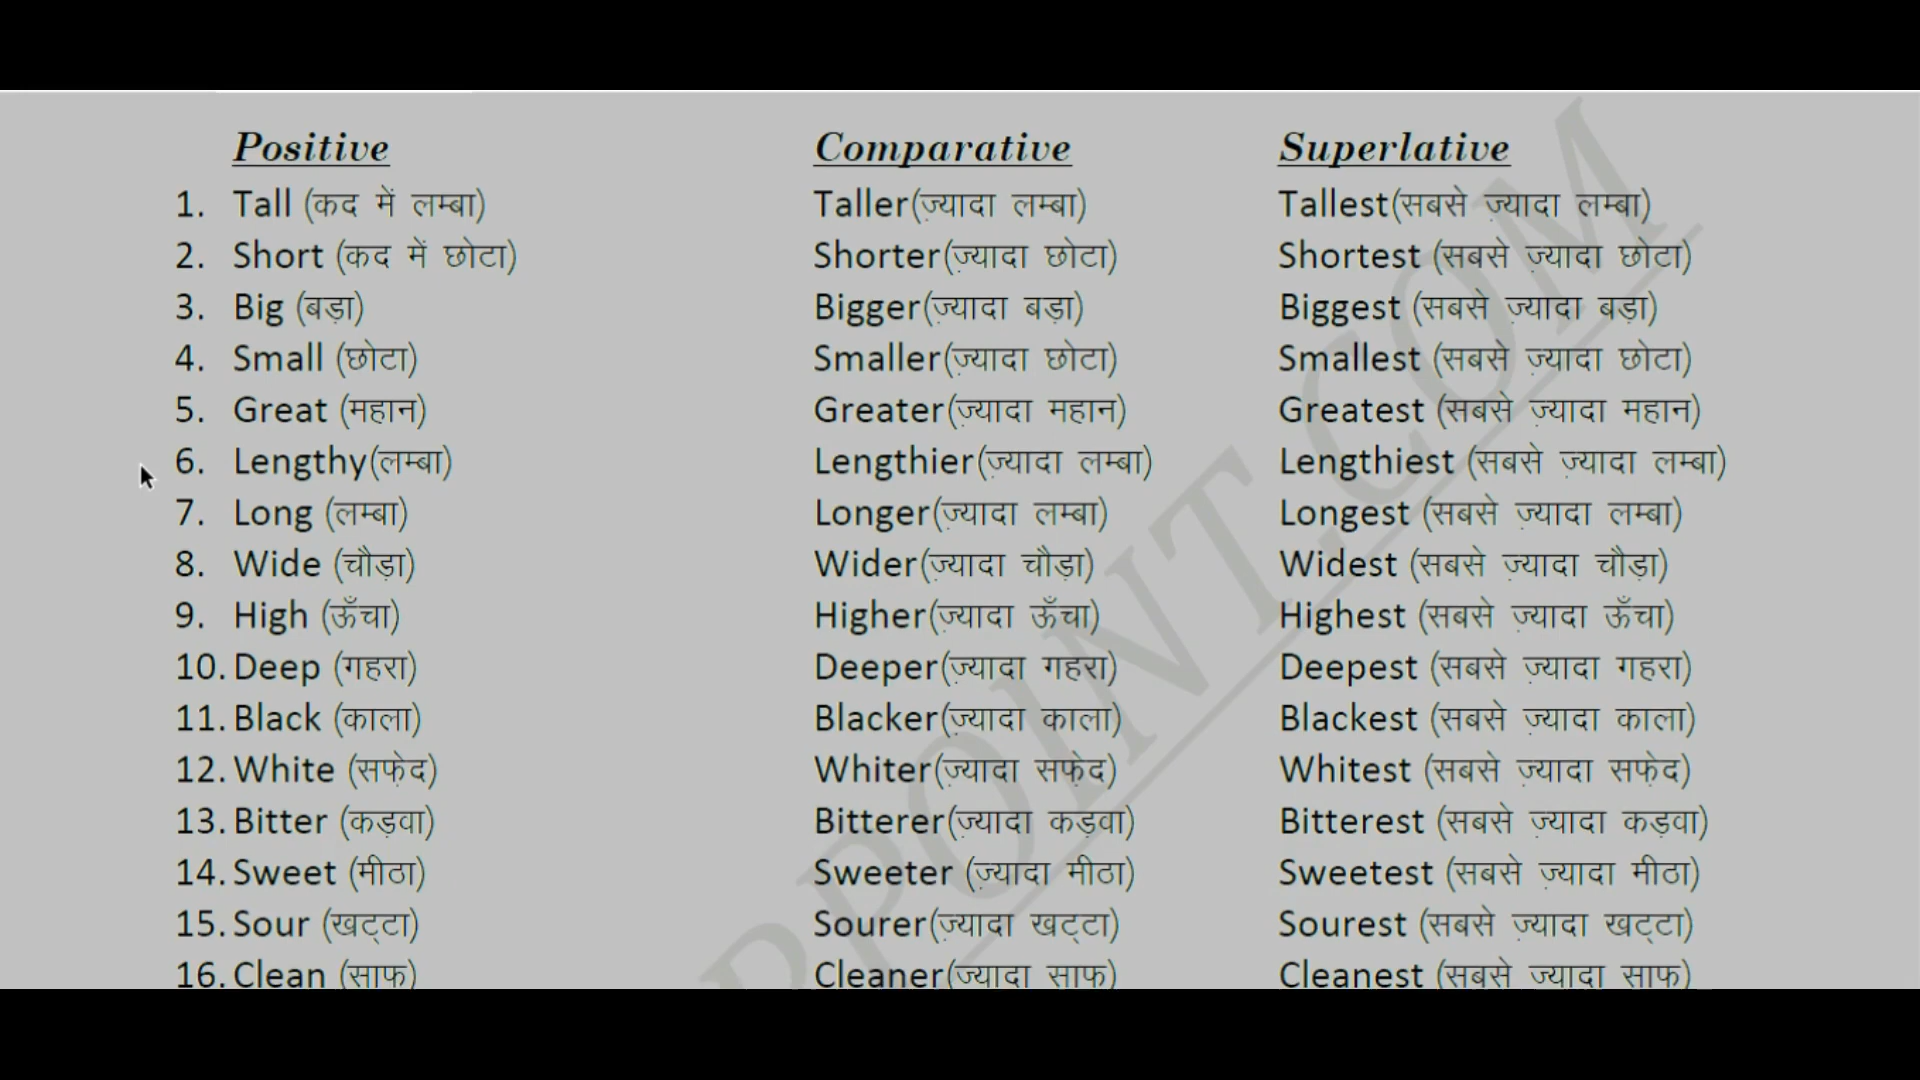 Positive Comparative Superlative
1. Tall (कद में लम्बा) Taller(ज़्यादा लम्बा) Tallest(सबसे ज़्यादा लम्बा)
2. Short (कद में छोटा) Shorter(ज़्यादा छोटा) Shortest (सबसे ज़्यादा छोटा)
3. Big (बड़ा) Bigger(ज़्यादा बड़ा) Biggest (सबसे ज़्यादा बड़ा)
4. Small (छोटा) Smaller(ज़्यादा छोटा) Smallest (सबसे ज़्यादा छोटा)
5. Great (महान) Greater(ज़्यादा महान) Greatest (सबसे ज़्यादा महान)
6. Lengthy(लम्बा) Lengthier(ज़्यादा लम्बा) Lengthiest (सबसे ज़्यादा लम्बा)
7. Long (लम्बा) Longer(ज़्यादा लम्बा) Longest (सबसे ज़्यादा लम्बा)
8. Wide (चौड़ा) Wider(ज़्यादा चौड़ा) Widest (सबसे ज़्यादा चौड़ा)
9. High (ऊँचा) Higher(ज़्यादा ऊँचा) Highest (सबसे ज़्यादा ऊँचा)
10. Deep (गहरा) Deeper(ज़्यादा गहरा) Deepest (सबसे ज़्यादा गहरा)
11. Black (काला) Blacker(ज़्यादा काला) Blackest (सबसे ज़्यादा काला)
12. White (सफ़ेद) Whiter(ज़्यादा सफ़ेद) Whitest (सबसे ज़्यादा सफ़ेद)
13. Bitter (कड़वा) Bitterer(ज़्यादा कड़वा) Bitterest (सबसे ज़्यादा कड़वा)
14. Sweet (मीठा) Sweeter (ज़्यादा मीठा) Sweetest (सबसे ज़्यादा मीठा)
15. Sour (खट्टा) Sourer(ज़्यादा खट्टा) Sourest (सबसे ज़्यादा खट्टा)
16. Clean (साफ) Cleaner(ज़्यादा साफ) Cleanest (सबसे ज़्यादा साफ)